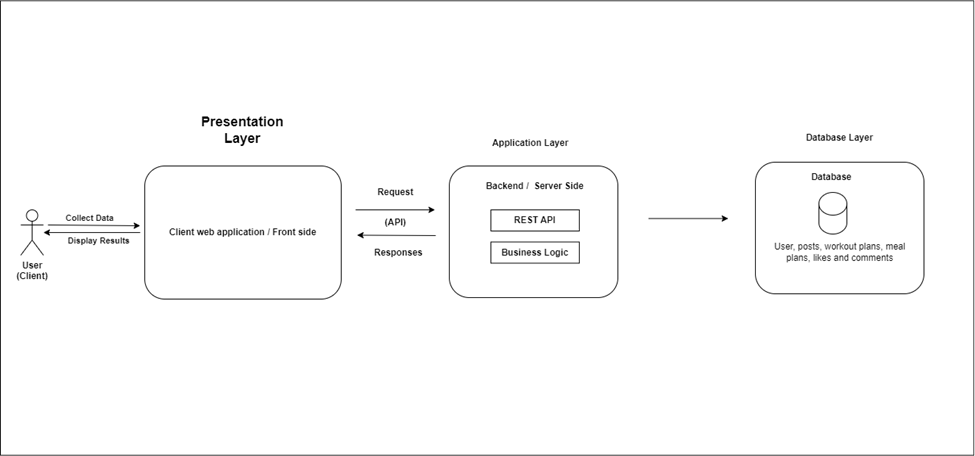 Presentation
Layer
Application Layer
Database Layer
Collect Data
Display Results
User
(Client)
Client web application / Front side
Request
(API)
Responses
Backend / Server Side
REST API
Business Logic
Database
User, posts, workout plans, meal
plans, likes and comments